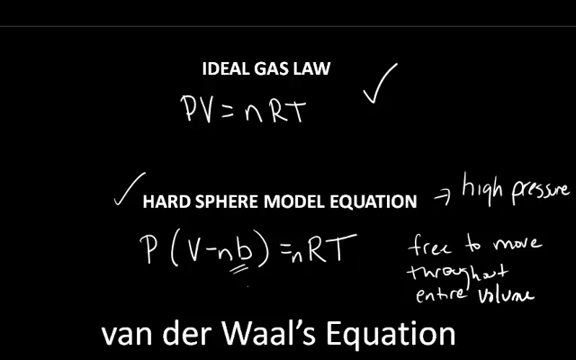 IDEAL GAS LAW
PV = nRT
HARD SPHERE MODEL EQUATION → high pressure
P (V-nb) = nRT
free to move
throughout
entire volume
van der Waal's Equation